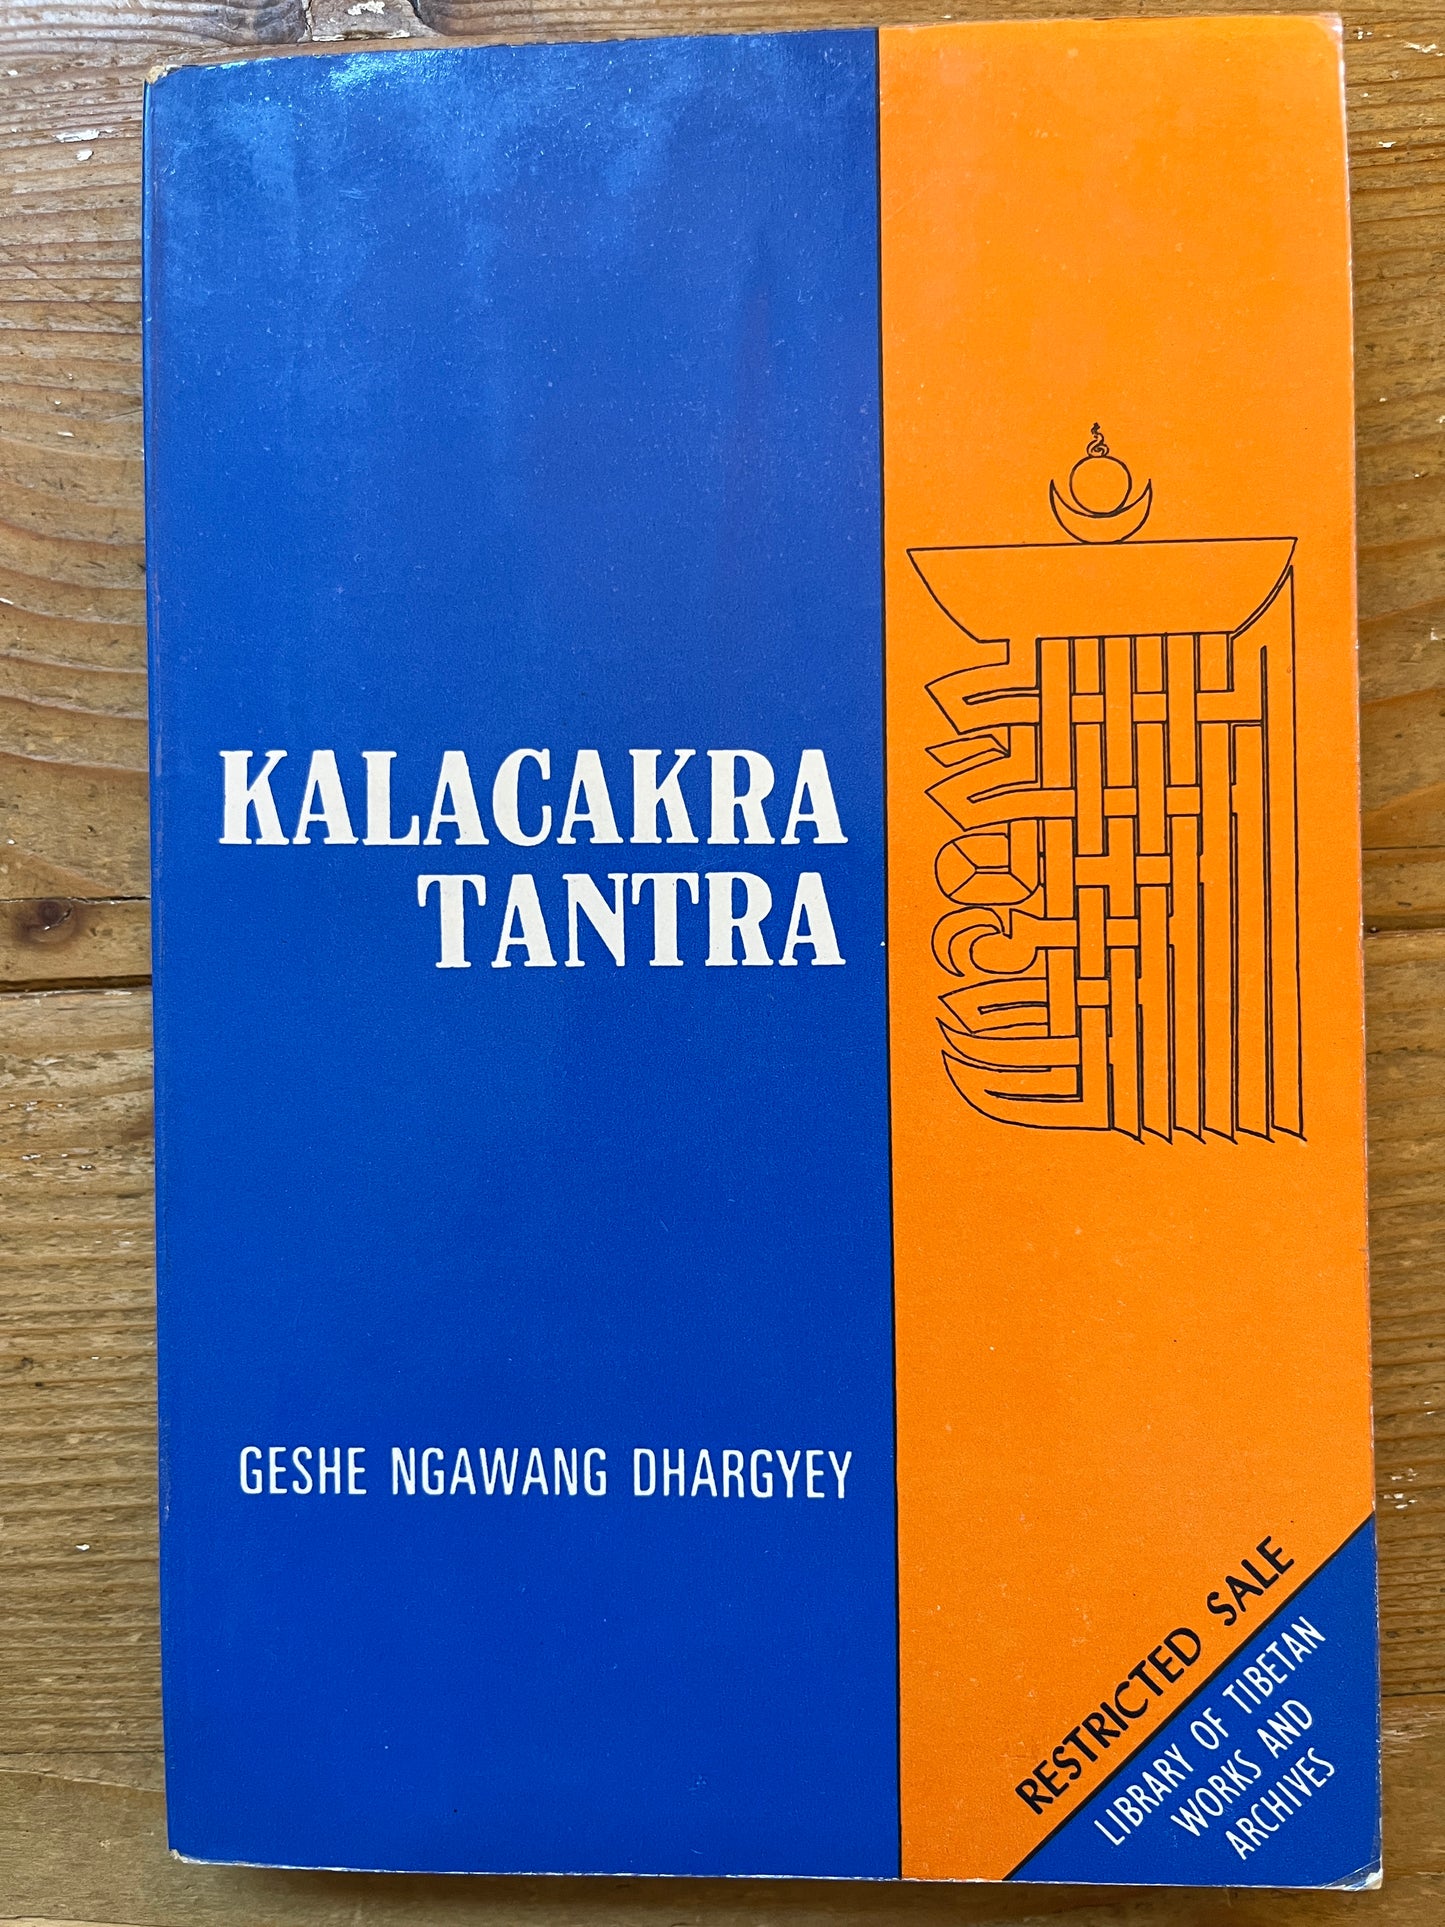 KALACAKRA
TANTRA
GESHE NGAWANG DHARGYEY
RESTRICTED SALE
LIBRARY OF TIBETAN
WORKS AND
ARCHIVES